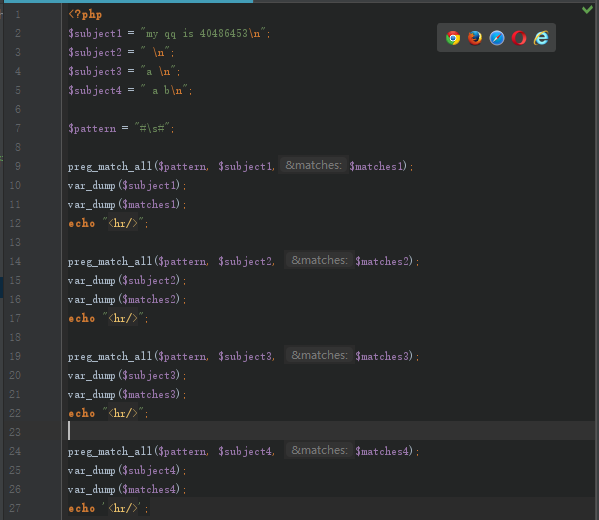 1 <?php
2 $subject1 = "my qq is 40486453\n";
3 $subject2 = " \n";
4 $subject3 = "a \n";
5 $subject4 = " a b\n";
6
7 $pattern = "#\s#";
8
9 preg_match_all($pattern, $subject1, &matches: $matches1);
10 var_dump($subject1);
11 var_dump($matches1);
12 echo "<hr/>";
13
14 preg_match_all($pattern, $subject2, &matches: $matches2);
15 var_dump($subject2);
16 var_dump($matches2);
17 echo "<hr/>";
18
19 preg_match_all($pattern, $subject3, &matches: $matches3);
20 var_dump($subject3);
21 var_dump($matches3);
22 echo "<hr/>";
23
24 preg_match_all($pattern, $subject4, &matches: $matches4);
25 var_dump($subject4);
26 var_dump($matches4);
27 echo '<hr/>';